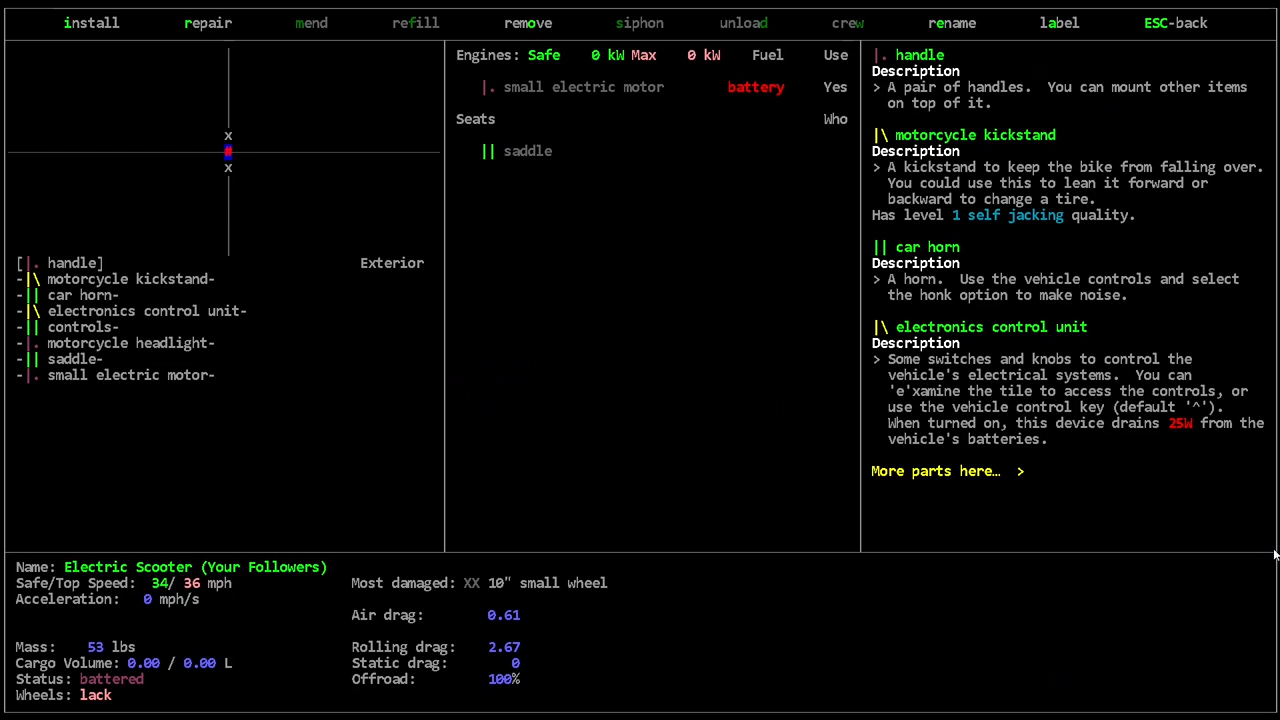 install repair mend refill remove siphon unload crew rename label ESC-back
x
#
x
[|. handle] Exterior
-|\ motorcycle kickstand-
-|| car horn-
-|\ electronics control unit-
-|| controls-
-|. motorcycle headlight-
-|| saddle-
-|. small electric motor-
Engines: Safe 0 kW Max 0 kW Fuel Use
|. small electric motor battery Yes
Seats Who
|| saddle
|. handle
Description
> A pair of handles. You can mount other items
on top of it.
|\ motorcycle kickstand
Description
> A kickstand to keep the bike from falling over.
You could use this to lean it forward or
backward to change a tire.
Has level 1 self jacking quality.
|| car horn
Description
> A horn. Use the vehicle controls and select
the honk option to make noise.
|\ electronics control unit
Description
> Some switches and knobs to control the
vehicle's electrical systems. You can
'e'xamine the tile to access the controls, or
use the vehicle control key (default '^').
When turned on, this device drains 25W from the
vehicle's batteries.
More parts here… >
Name: Electric Scooter (Your Followers)
Safe/Top Speed: 34/ 36 mph
Acceleration: 0 mph/s
Mass: 53 lbs
Cargo Volume: 0.00 / 0.00 L
Status: battered
Wheels: lack
Most damaged: XX 10" small wheel
Air drag: 0.61
Rolling drag: 2.67
Static drag: 0
Offroad: 100%